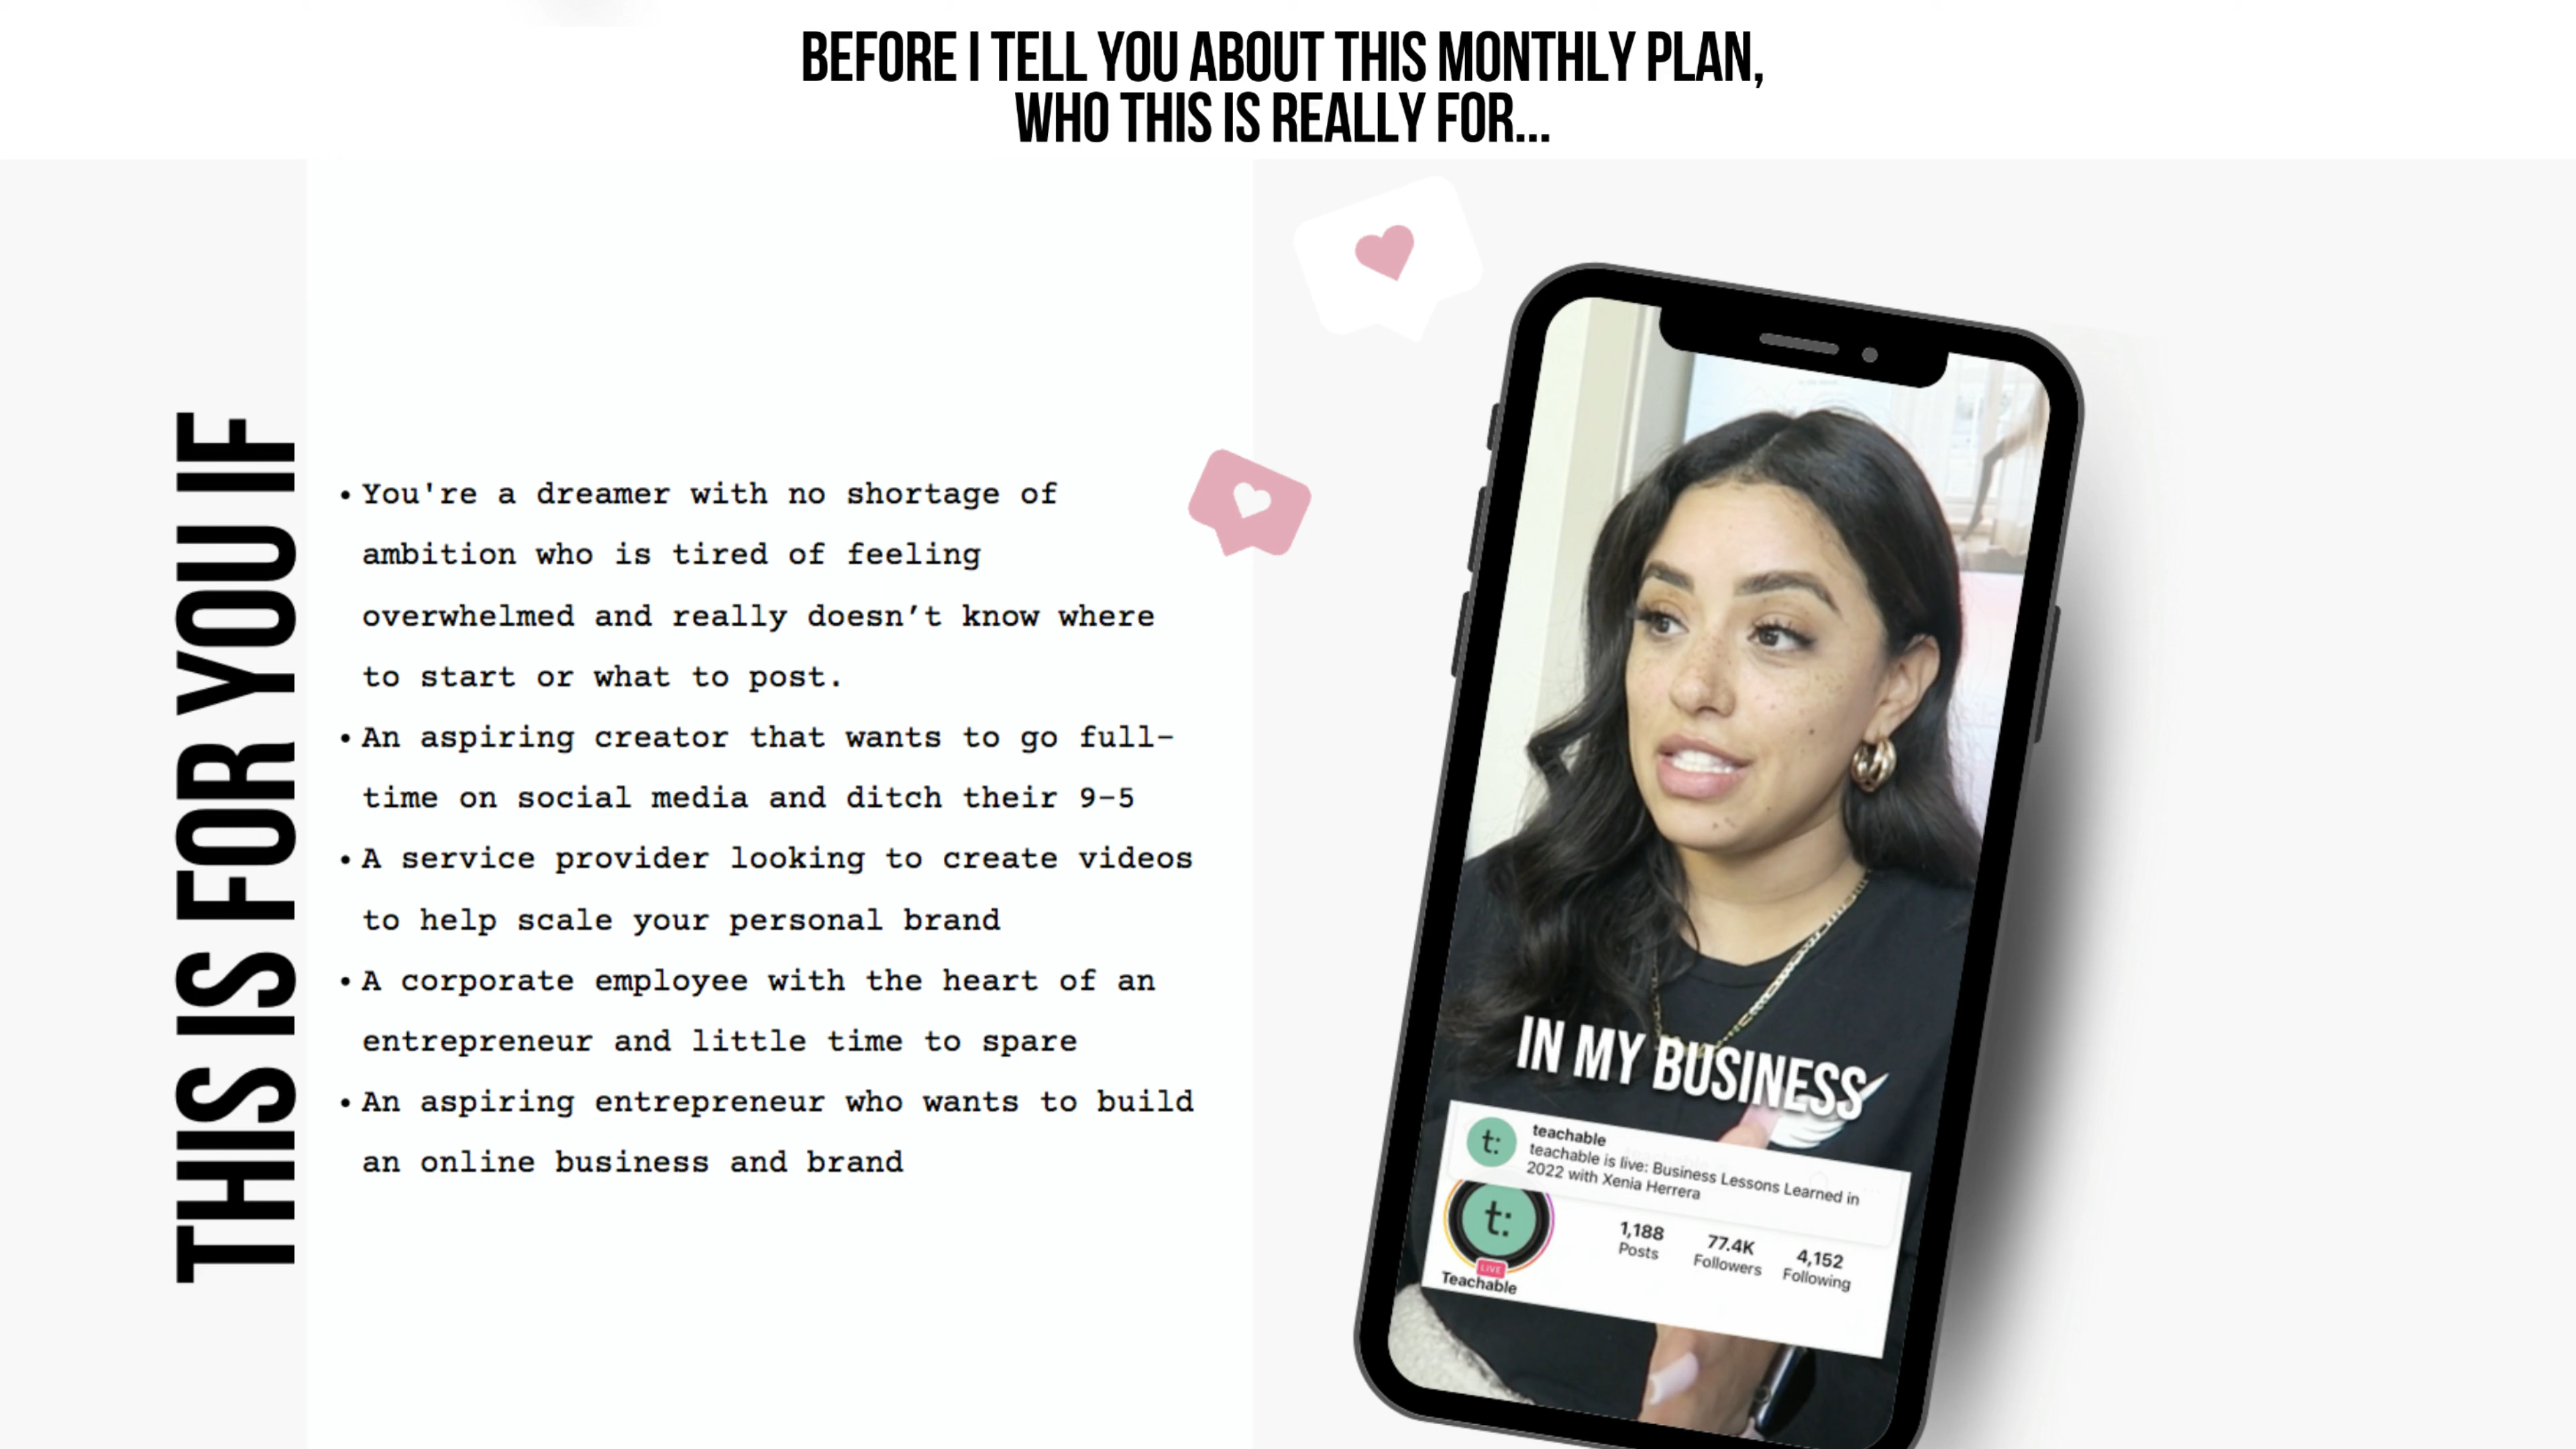 BEFORE I TELL YOU ABOUT THIS MONTHLY PLAN,
WHO THIS IS REALLY FOR...
THIS IS FOR YOU IF
• You're a dreamer with no shortage of
ambition who is tired of feeling
overwhelmed and really doesn’t know where
to start or what to post.
• An aspiring creator that wants to go full-
time on social media and ditch their 9-5
• A service provider looking to create videos
to help scale your personal brand
• A corporate employee with the heart of an
entrepreneur and little time to spare
• An aspiring entrepreneur who wants to build
an online business and brand
IN MY BUSINESS
t:
teachable
teachable is live: Business Lessons Learned in
2022 with Xenia Herrera
t:
1,188 77.4K 4,152
Posts Followers Following
LIVE
Teachable